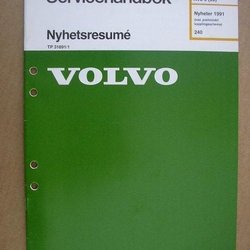 Servicehandbok
Nyhetsresumé
TP 31691/1
Nyheter 1991
240
VOLVO